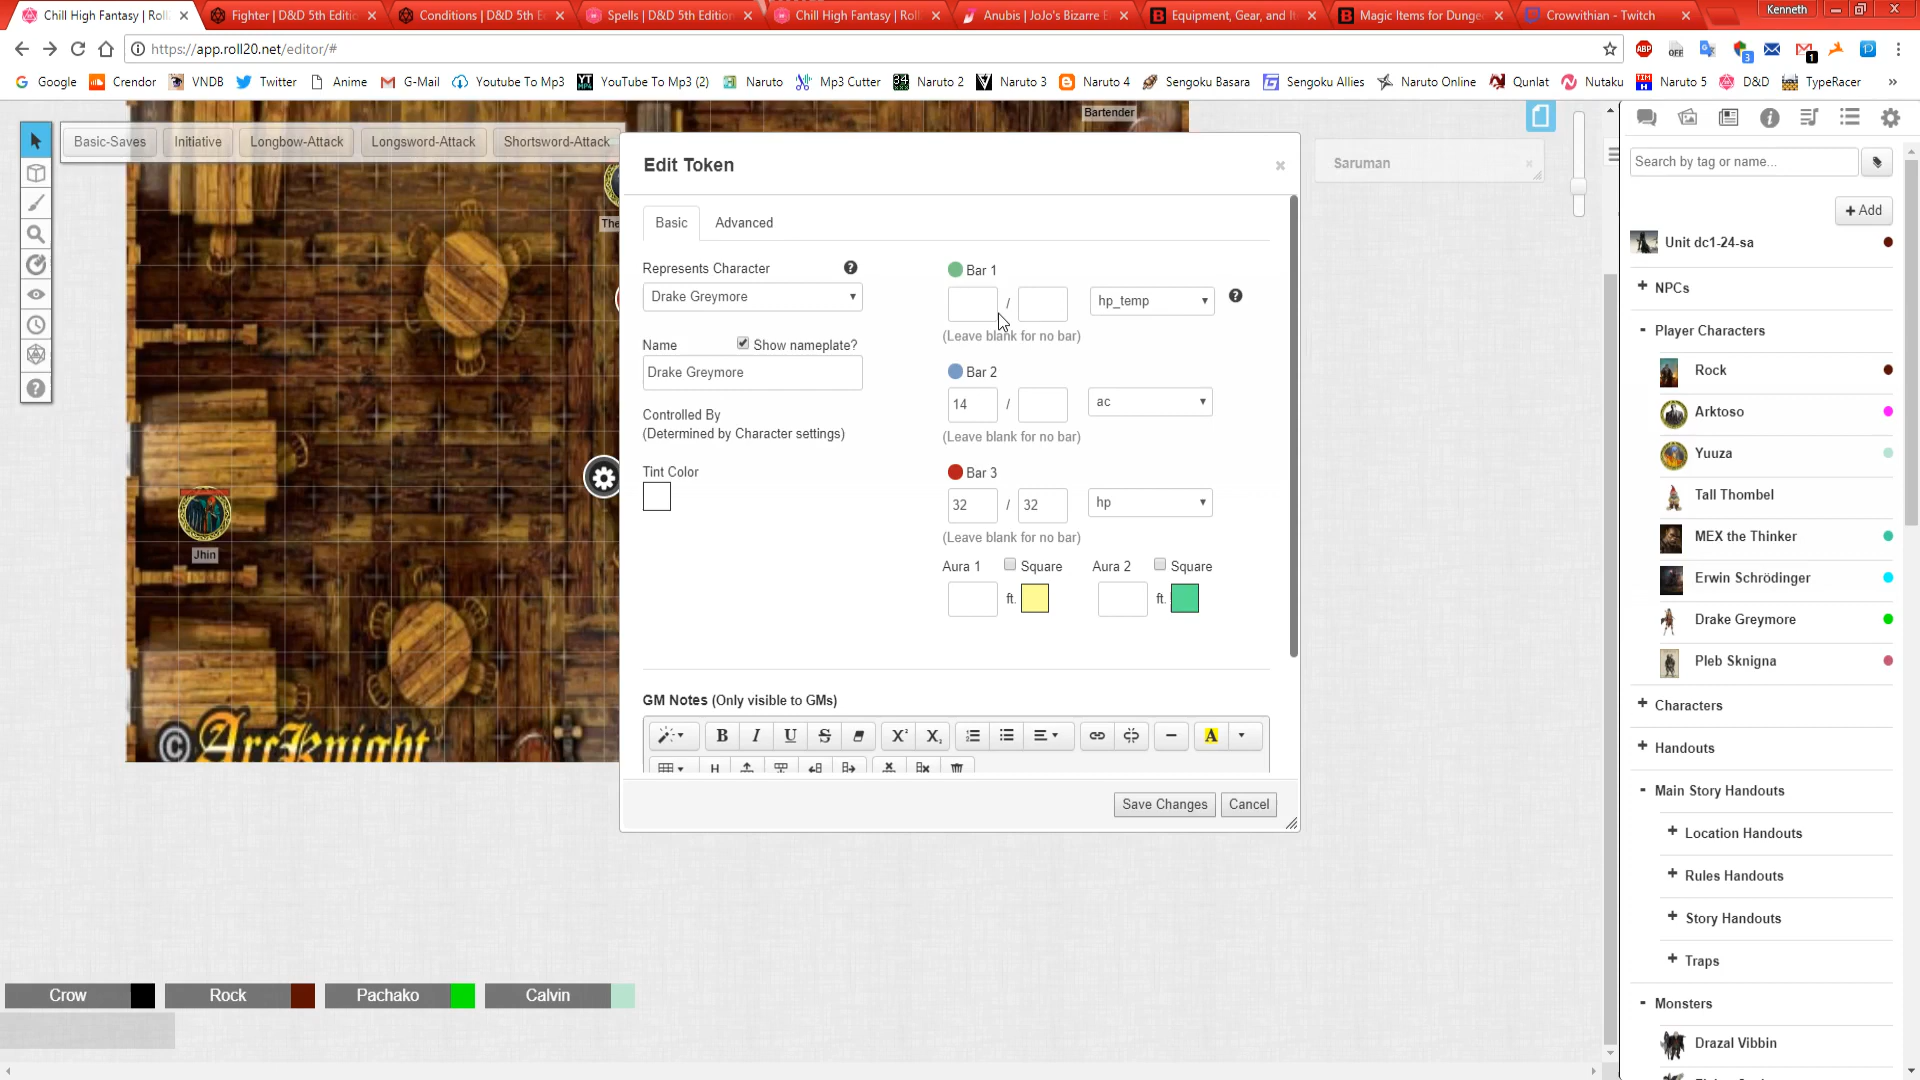 Chill High Fantasy | Roll
Fighter | D&D 5th Editi
Conditions | D&D 5th E
Spells | D&D 5th Edition
Chill High Fantasy | Roll
Anubis | JoJo's Bizarre E
Equipment, Gear, and It
Magic Items for Dunge
Crowvithian - Twitch
Kenneth
https://app.roll20.net/editor/#
Google
Crendor
VNDB
Twitter
Anime
G-Mail
Youtube To Mp3
YouTube To Mp3 (2)
Naruto
Mp3 Cutter
Naruto 2
Naruto 3
Naruto 4
Sengoku Basara
Sengoku Allies
Naruto Online
Qunlat
Nutaku
Naruto 5
D&D
TypeRacer
Bartender
Basic-Saves
Initiative
Longbow-Attack
Longsword-Attack
Shortsword-Attack
The
Jhin
© ArcKnight
Edit Token
Basic
Advanced
Represents Character
Drake Greymore
Name
Show nameplate?
Drake Greymore
Controlled By
(Determined by Character settings)
Tint Color
Bar 1
/
hp_temp
(Leave blank for no bar)
Bar 2
14 /
ac
(Leave blank for no bar)
Bar 3
32 / 32
hp
(Leave blank for no bar)
Aura 1
Square
Aura 2
Square
ft.
ft.
GM Notes (Only visible to GMs)
Save Changes
Cancel
Saruman
Search by tag or name...
+ Add
Unit dc1-24-sa
+ NPCs
- Player Characters
Rock
Arktoso
Yuuza
Tall Thombel
MEX the Thinker
Erwin Schrödinger
Drake Greymore
Pleb Sknigna
+ Characters
+ Handouts
- Main Story Handouts
+ Location Handouts
+ Rules Handouts
+ Story Handouts
+ Traps
- Monsters
Drazal Vibbin
Crow
Rock
Pachako
Calvin